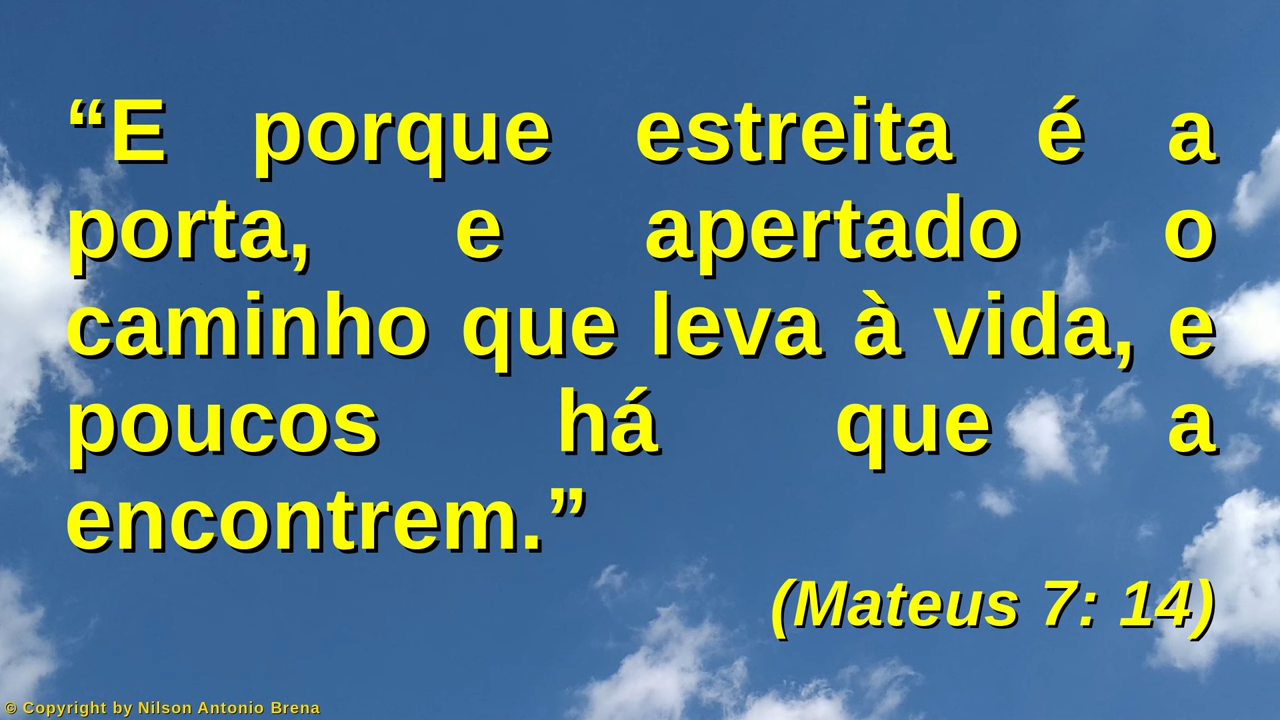 “E porque estreita é a
porta, e apertado o
caminho que leva à vida, e
poucos há que a
encontrem.”
(Mateus 7: 14)
© Copyright by Nilson Antonio Brena